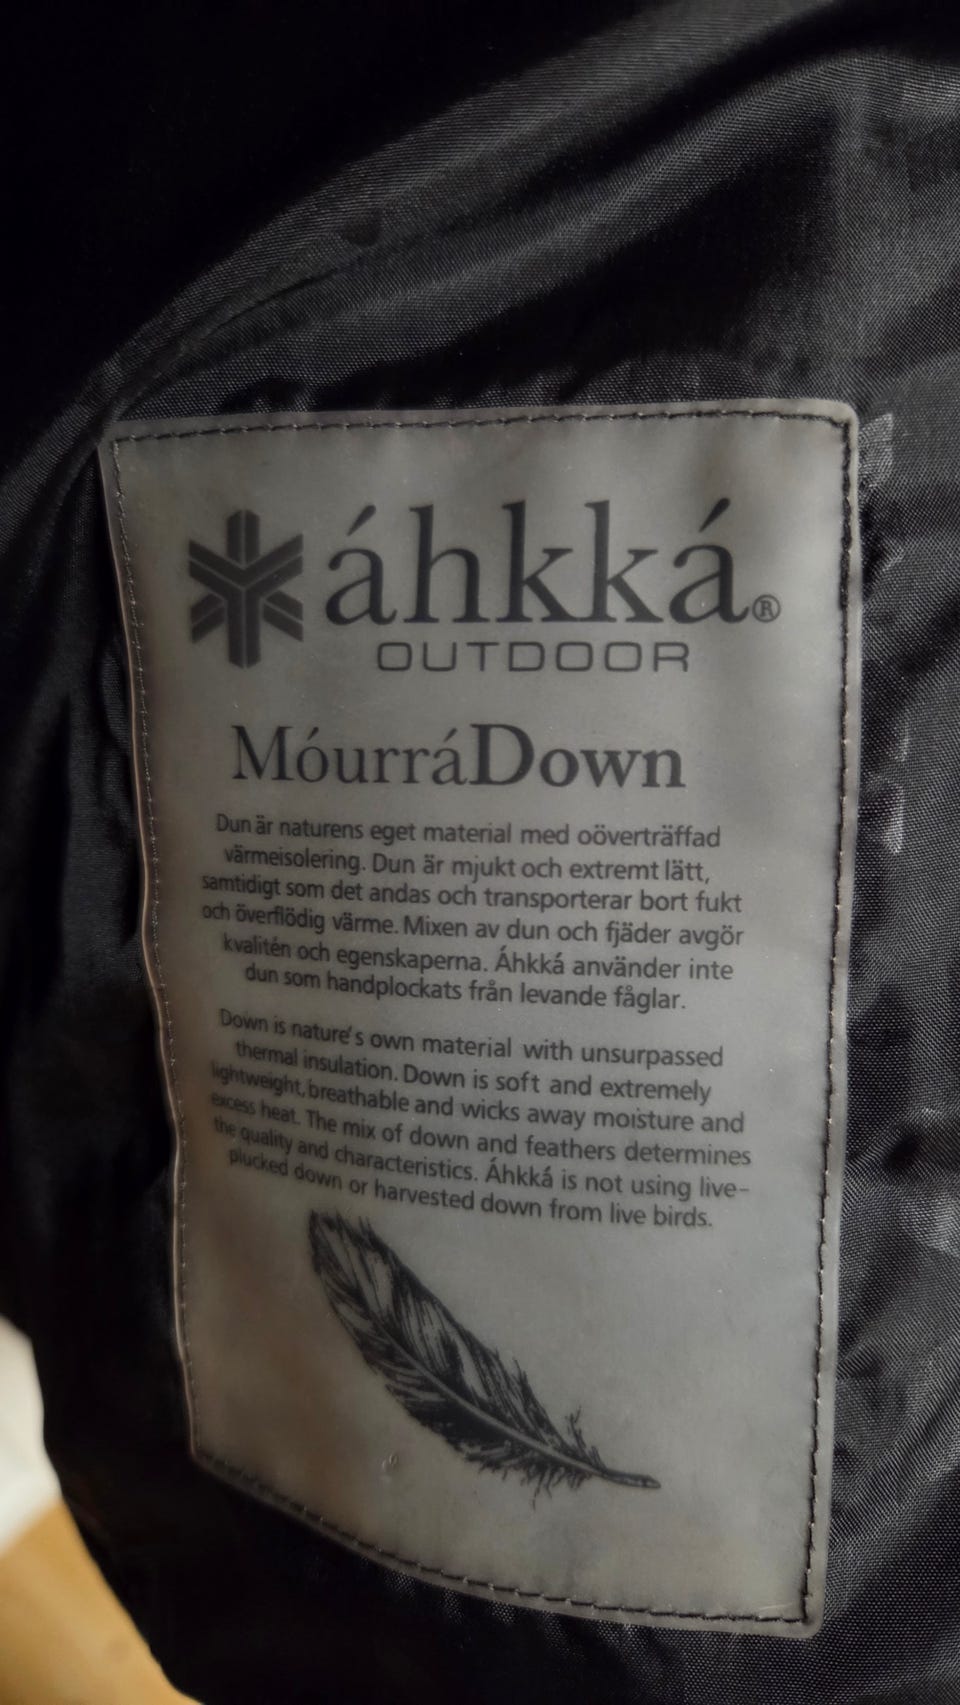 áhkká®
OUTDOOR
MóurráDown
Dun är naturens eget material med oöverträffad
värmeisolering. Dun är mjukt och extremt lätt,
samtidigt som det andas och transporterar bort fukt
och överflödig värme. Mixen av dun och fjäder avgör
kvalitén och egenskaperna. Áhkká använder inte
dun som handplockats från levande fåglar.
Down is nature's own material with unsurpassed
thermal insulation. Down is soft and extremely
lightweight, breathable and wicks away moisture and
excess heat. The mix of down and feathers determines
the quality and characteristics. Áhkká is not using live-
plucked down or harvested down from live birds.